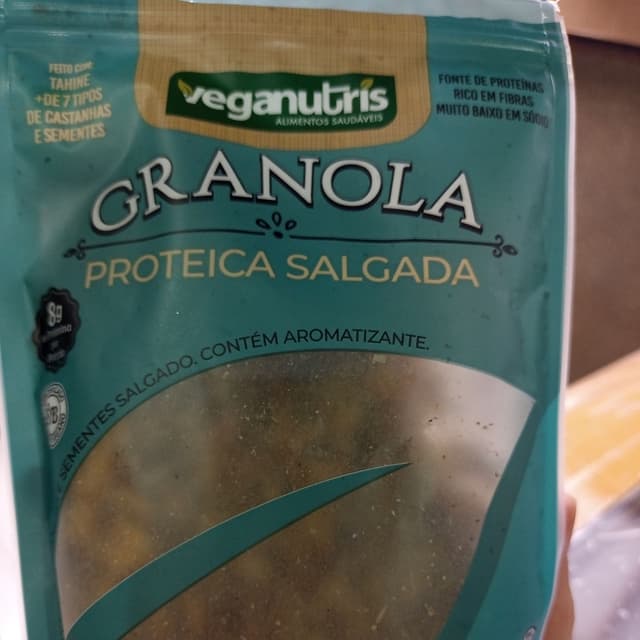 FEITO COM
TAHINE
+DE 7 TIPOS
DE CASTANHAS
E SEMENTES
veganutris
ALIMENTOS SAUDÁVEIS
FONTE DE PROTEÍNAS
RICO EM FIBRAS
MUITO BAIXO EM SÓDIO
GRANOLA
PROTEICA SALGADA
8g
SEMENTES SALGADO. CONTÉM AROMATIZANTE.